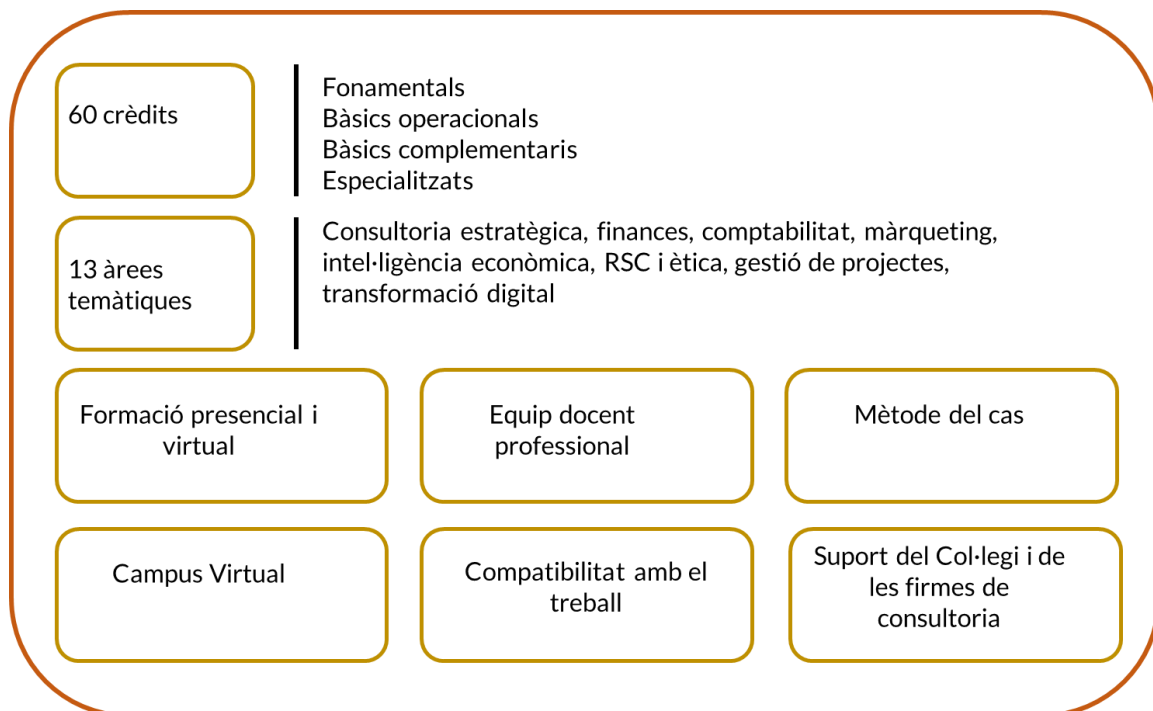 60 crèdits
Fonamentals
Bàsics operacionals
Bàsics complementaris
Especialitzats
13 àrees
temàtiques
Consultoria estratègica, finances, comptabilitat, màrqueting,
intel·ligència econòmica, RSC i ètica, gestió de projectes,
transformació digital
Formació presencial i
virtual
Equip docent
professional
Mètode del cas
Campus Virtual
Compatibilitat amb el
treball
Suport del Col·legi i de
les firmes de
consultoria